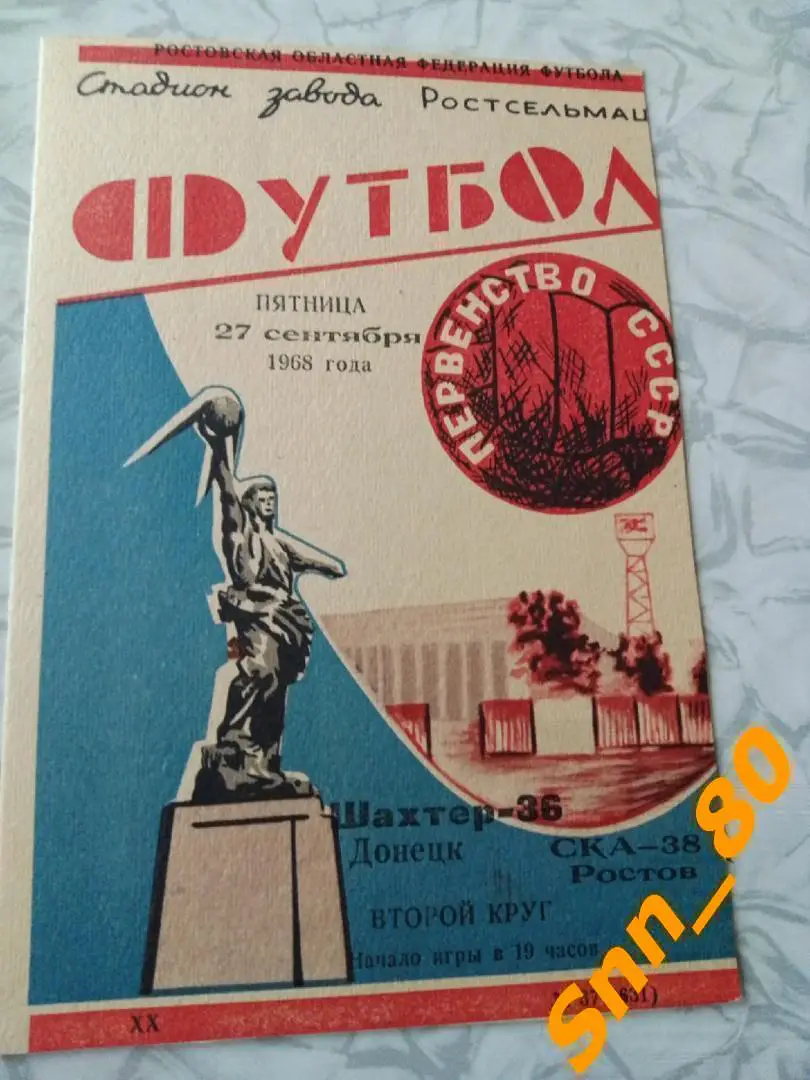 РОСТОВСКАЯ ОБЛАСТНАЯ ФЕДЕРАЦИЯ ФУТБОЛА
Стадион завода РОСТСЕЛЬМАШ
ФУТБОЛ
ПЕРВЕНСТВО СССР
ПЯТНИЦА
27 сентября
1968 года
Шахтер-36
Донецк
СКА-38
Ростов
ВТОРОЙ КРУГ
Начало игры в 19 часов
XX
631)
snn_80